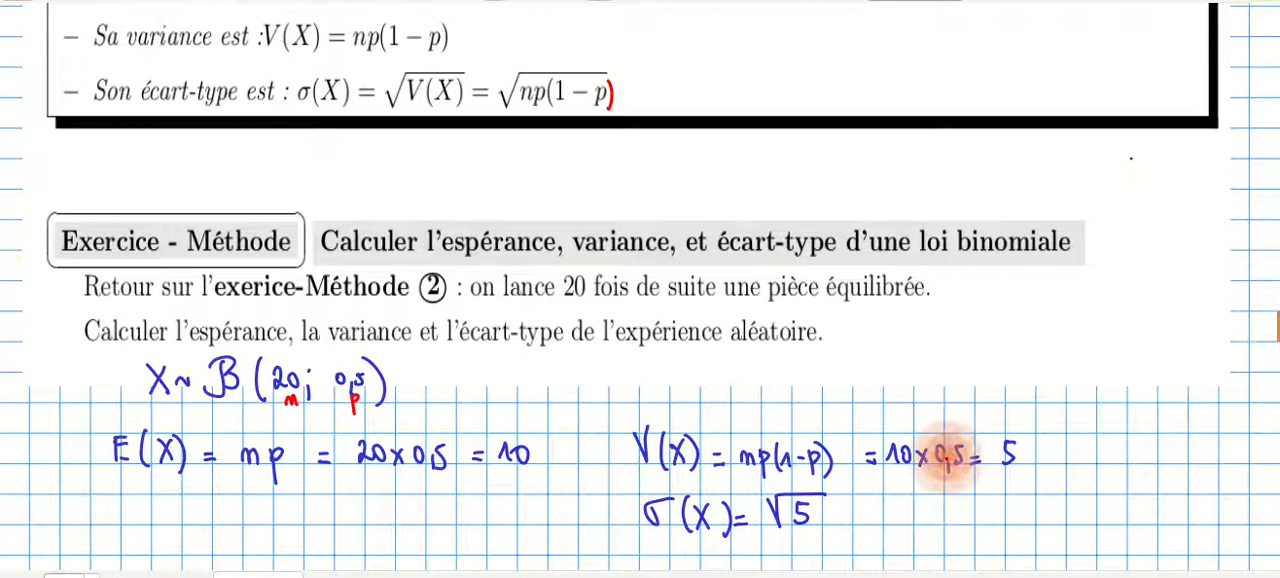 – Sa variance est :V(X) = np(1 − p)
– Son écart-type est : σ(X) = √V(X) = √np(1 − p)
Exercice - Méthode Calculer l'espérance, variance, et écart-type d'une loi binomiale
Retour sur l'exerice-Méthode ② : on lance 20 fois de suite une pièce équilibrée.
Calculer l'espérance, la variance et l'écart-type de l'expérience aléatoire.
X ~ B (20; 0,5)
n p
E(X) = np = 20 × 0,5 = 10
V(X) = np(1-p) = 10 × 0,5 = 5
σ(X) = √5